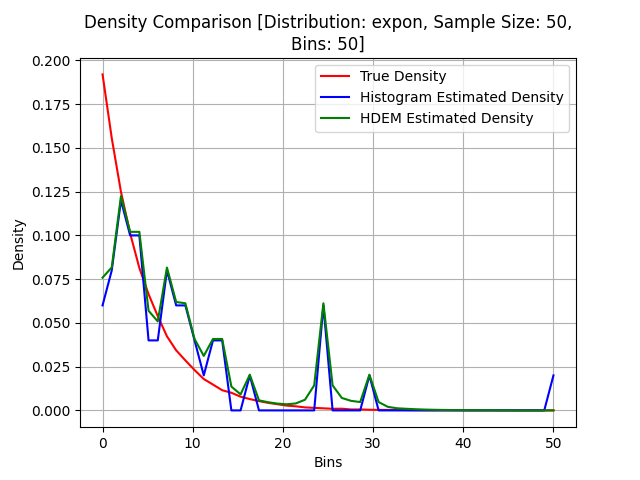 Density Comparison [Distribution: expon, Sample Size: 50,
Bins: 50]
True Density
Histogram Estimated Density
HDEM Estimated Density
Density
0.200
0.175
0.150
0.125
0.100
0.075
0.050
0.025
0.000
0 10 20 30 40 50
Bins